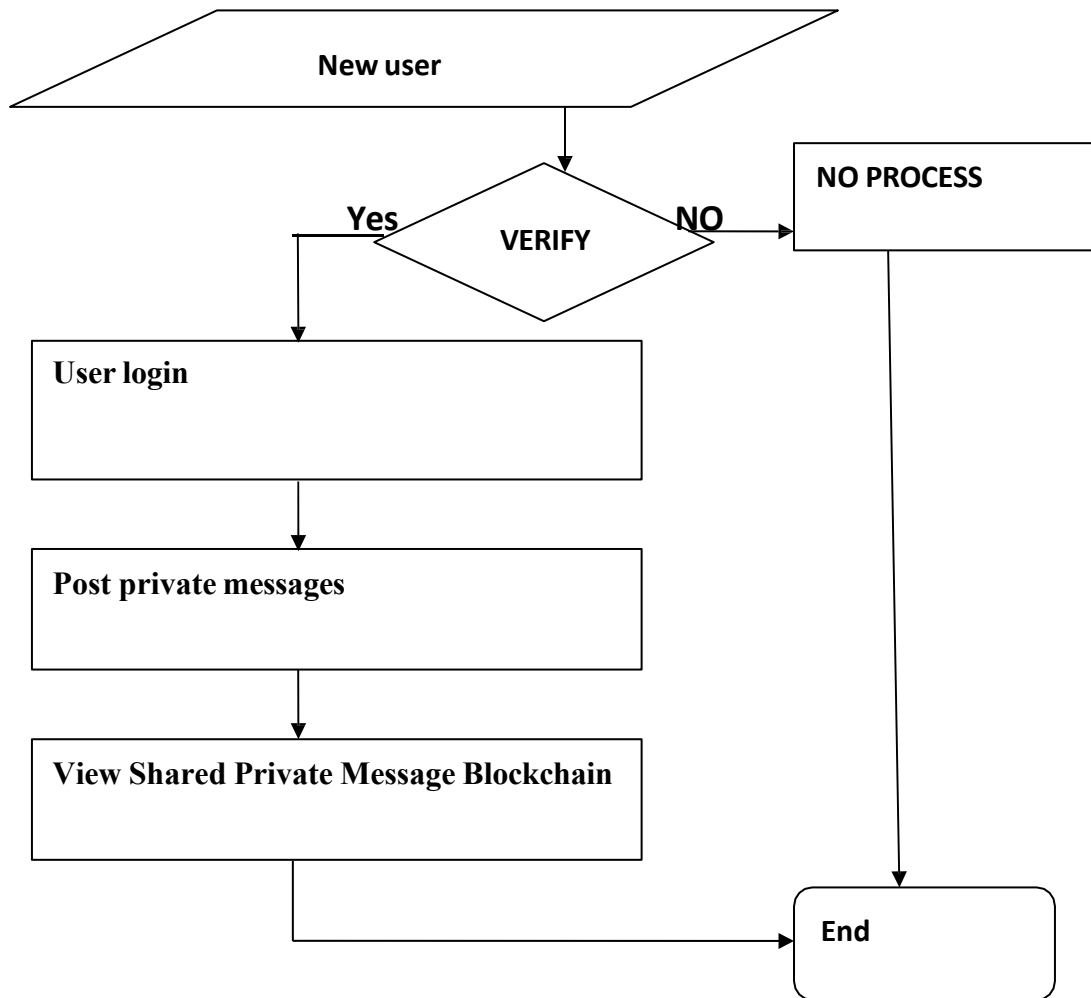 New user
NO PROCESS
Yes
NO
VERIFY
User login
Post private messages
View Shared Private Message Blockchain
End